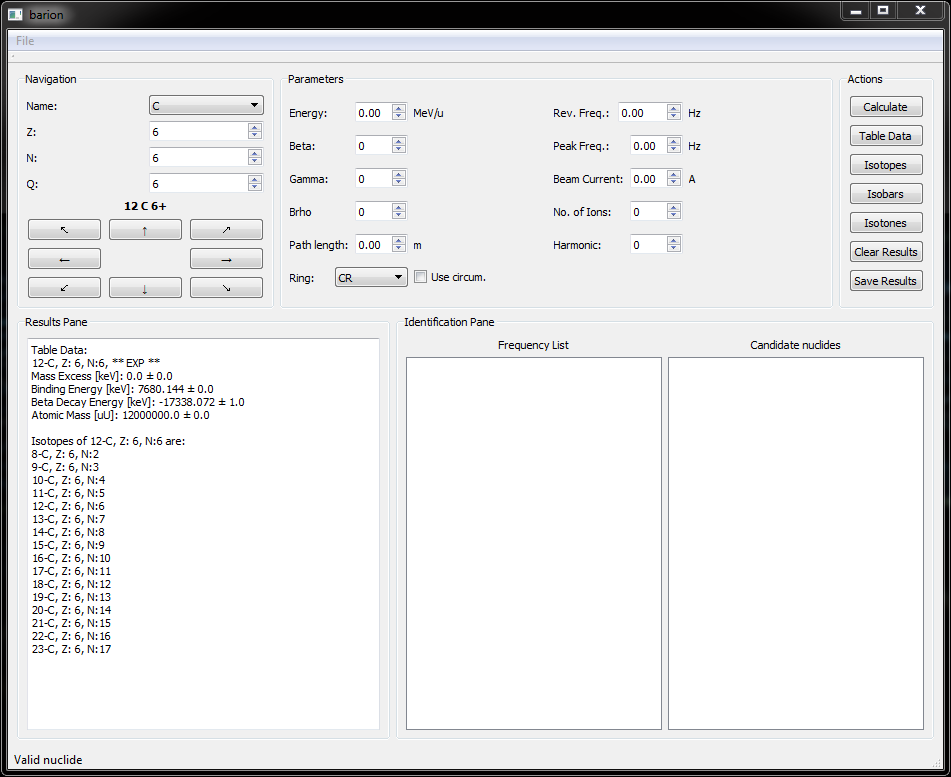 barion
File
Navigation
Name: C
Z: 6
N: 6
Q: 6
12 C 6+
↖ ↑ ↗
← →
↙ ↓ ↘
Parameters
Energy: 0.00 MeV/u Rev. Freq.: 0.00 Hz
Beta: 0 Peak Freq.: 0.00 Hz
Gamma: 0 Beam Current: 0.00 A
Brho 0 No. of Ions: 0
Path length: 0.00 m Harmonic: 0
Ring: CR Use circum.
Actions
Calculate
Table Data
Isotopes
Isobars
Isotones
Clear Results
Save Results
Results Pane
Table Data:
12-C, Z: 6, N:6, ** EXP **
Mass Excess [keV]: 0.0 ± 0.0
Binding Energy [keV]: 7680.144 ± 0.0
Beta Decay Energy [keV]: -17338.072 ± 1.0
Atomic Mass [uU]: 12000000.0 ± 0.0
Isotopes of 12-C, Z: 6, N:6 are:
8-C, Z: 6, N:2
9-C, Z: 6, N:3
10-C, Z: 6, N:4
11-C, Z: 6, N:5
12-C, Z: 6, N:6
13-C, Z: 6, N:7
14-C, Z: 6, N:8
15-C, Z: 6, N:9
16-C, Z: 6, N:10
17-C, Z: 6, N:11
18-C, Z: 6, N:12
19-C, Z: 6, N:13
20-C, Z: 6, N:14
21-C, Z: 6, N:15
22-C, Z: 6, N:16
23-C, Z: 6, N:17
Identification Pane
Frequency List Candidate nuclides
Valid nuclide